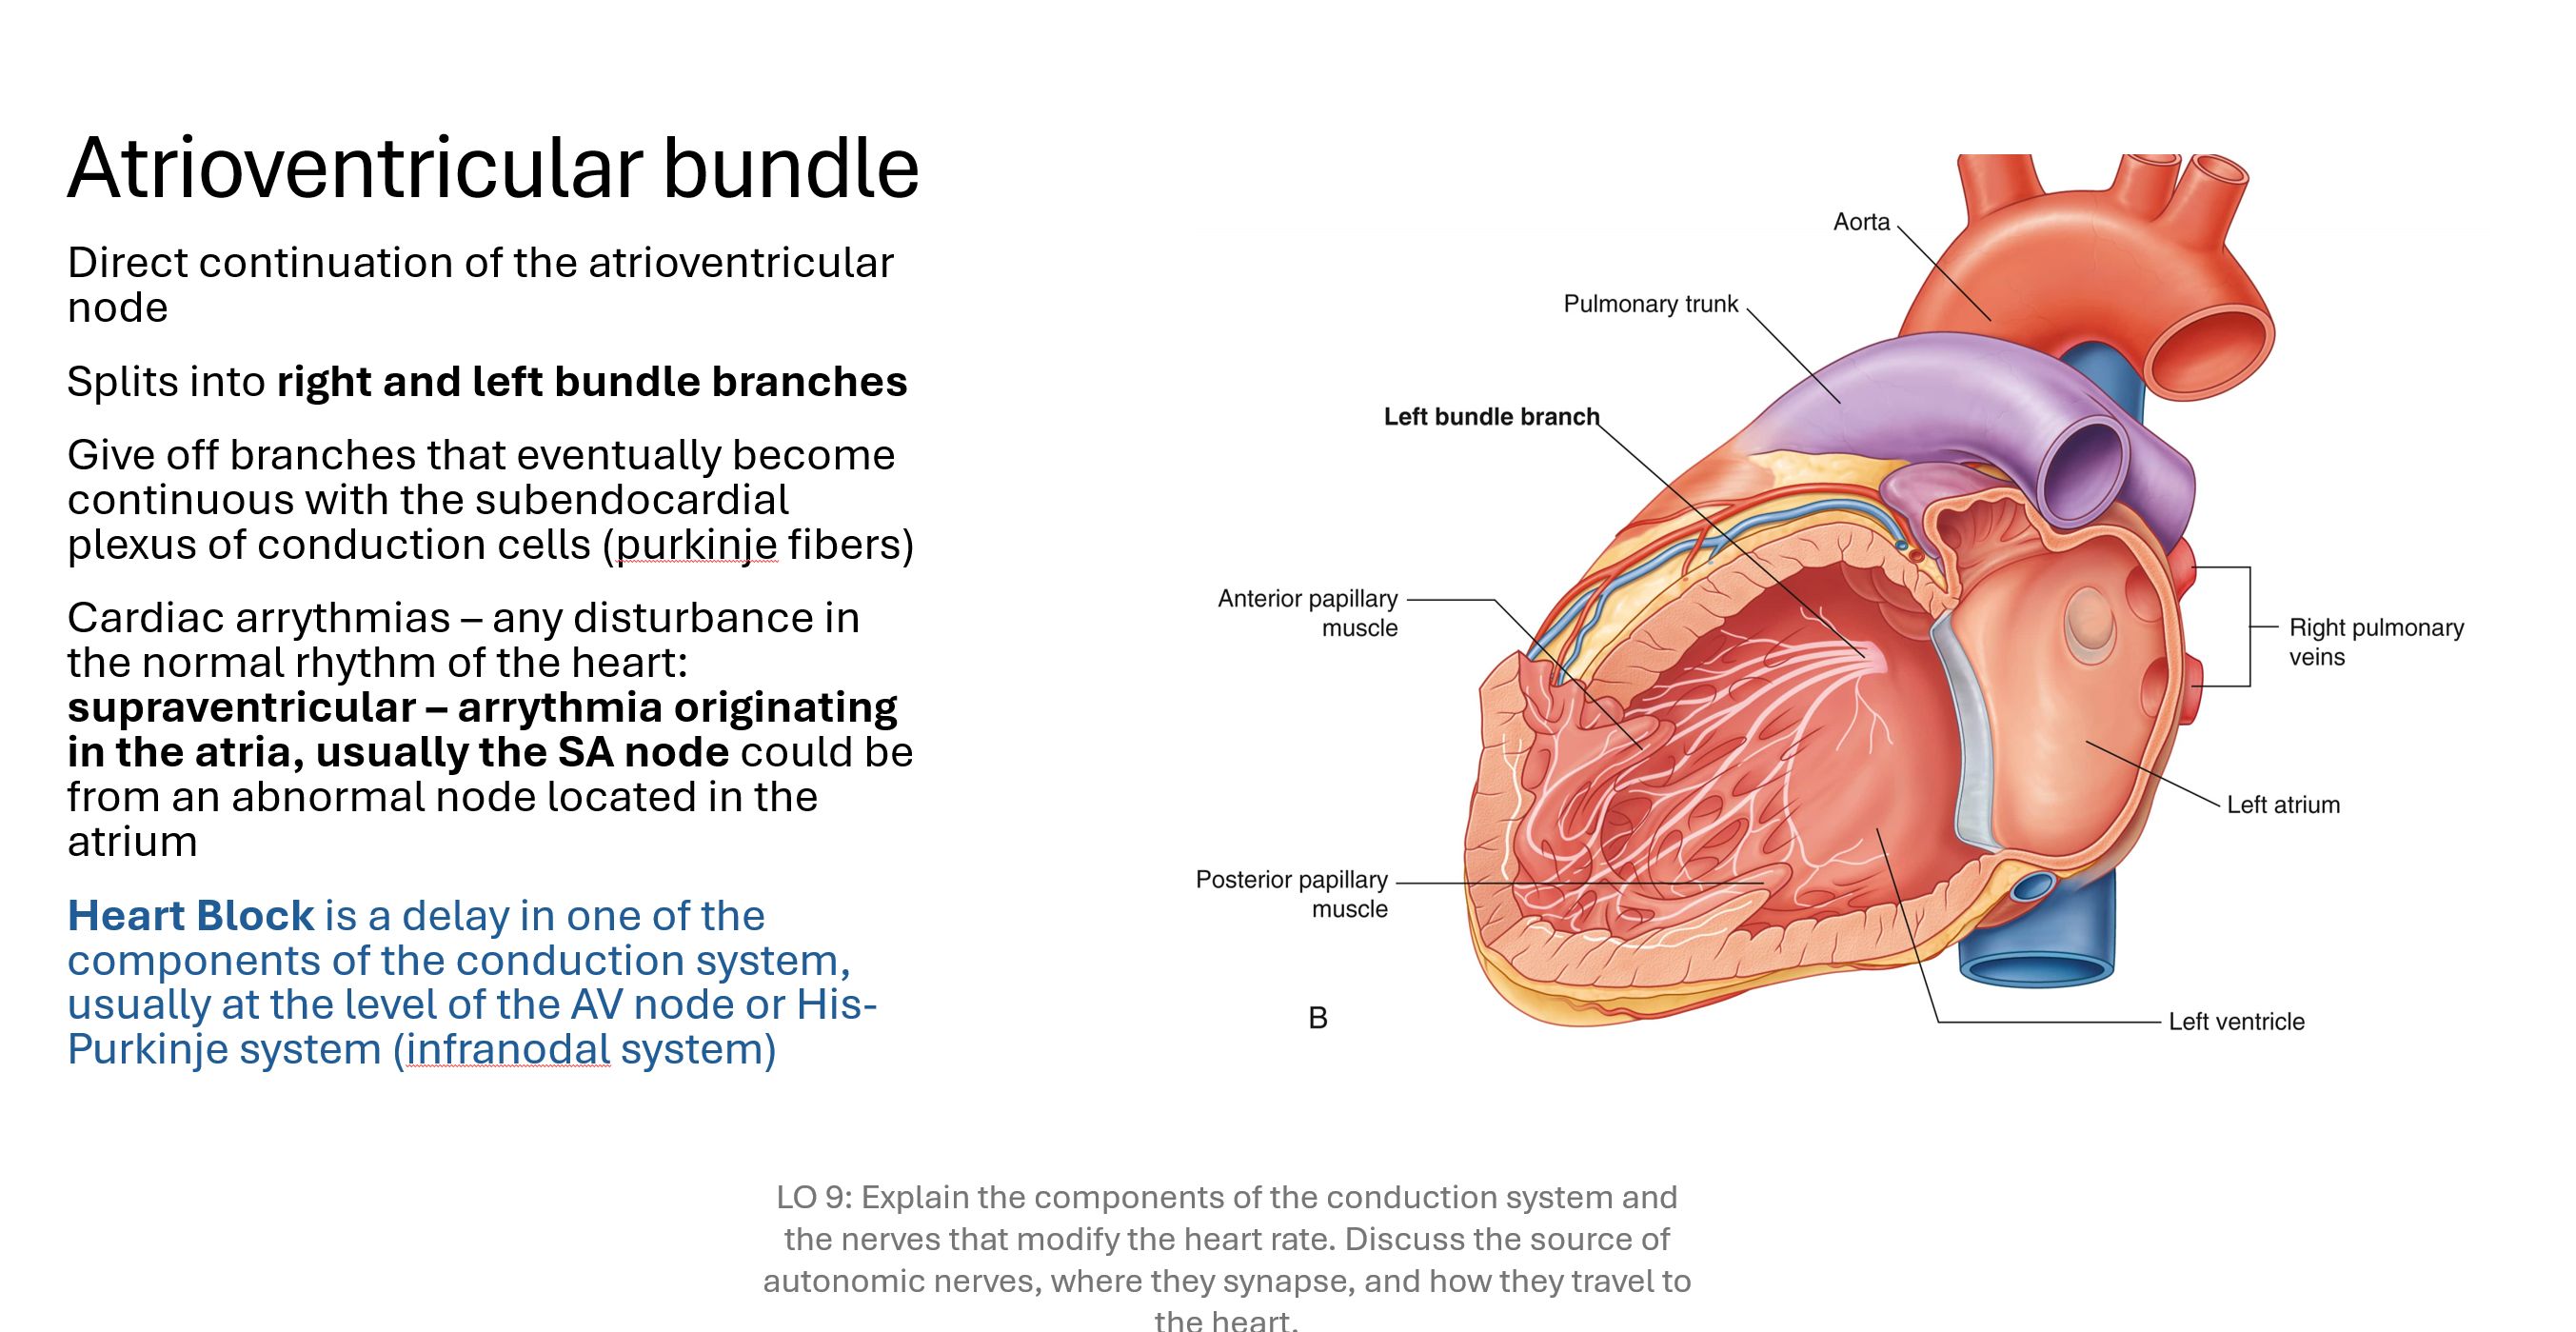 Atrioventricular bundle
Direct continuation of the atrioventricular
node
Splits into right and left bundle branches
Give off branches that eventually become
continuous with the subendocardial
plexus of conduction cells (purkinje fibers)
Cardiac arrythmias – any disturbance in
the normal rhythm of the heart:
supraventricular – arrythmia originating
in the atria, usually the SA node could be
from an abnormal node located in the
atrium
Heart Block is a delay in one of the
components of the conduction system,
usually at the level of the AV node or His-
Purkinje system (infranodal system)
Aorta
Pulmonary trunk
Left bundle branch
Anterior papillary
muscle
Right pulmonary
veins
Left atrium
Posterior papillary
muscle
B
Left ventricle
LO 9: Explain the components of the conduction system and
the nerves that modify the heart rate. Discuss the source of
autonomic nerves, where they synapse, and how they travel to
the heart.